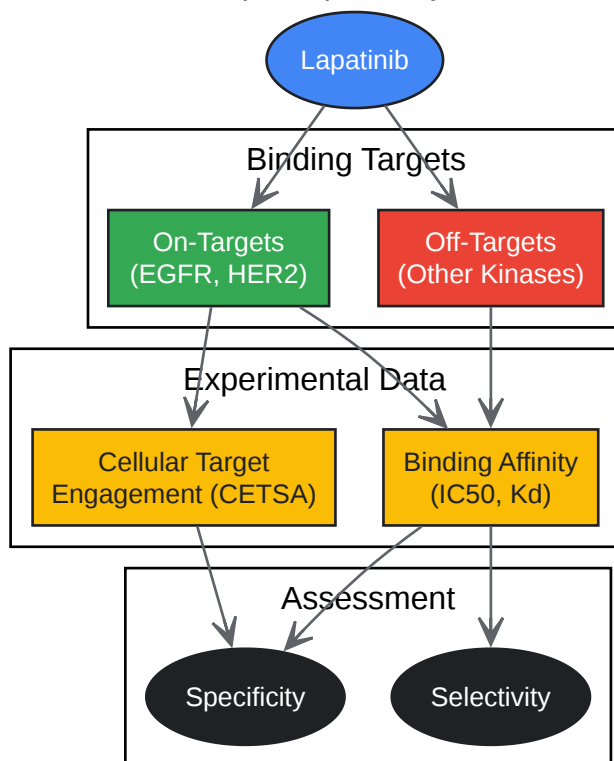 Lapatinib
Binding Targets
On-Targets
(EGFR, HER2)
Off-Targets
(Other Kinases)
Experimental Data
Cellular Target
Engagement (CETSA)
Binding Affinity
(IC50, Kd)
Assessment
Specificity
Selectivity